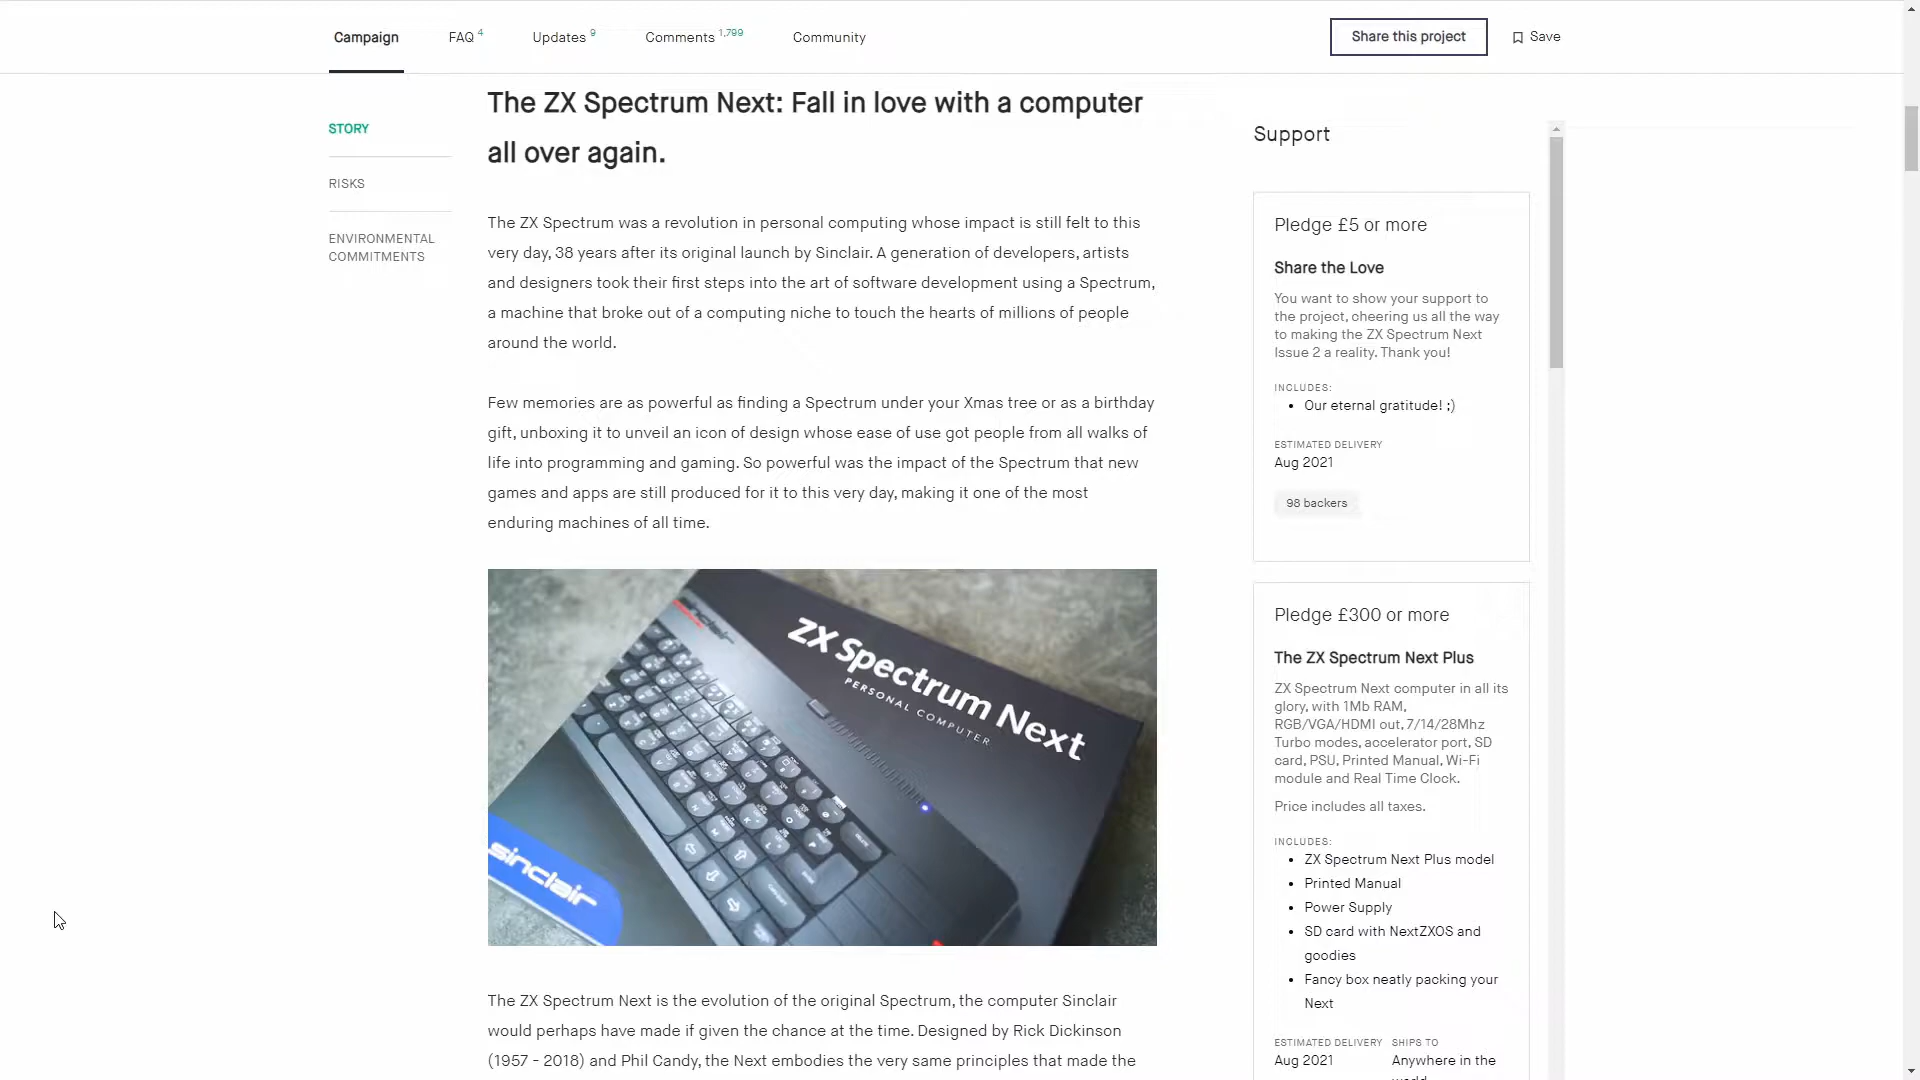 Campaign
FAQ 4
Updates 9
Comments 1,799
Community
Share this project
Save
STORY
RISKS
ENVIRONMENTAL
COMMITMENTS
The ZX Spectrum Next: Fall in love with a computer
all over again.
The ZX Spectrum was a revolution in personal computing whose impact is still felt to this
very day, 38 years after its original launch by Sinclair. A generation of developers, artists
and designers took their first steps into the art of software development using a Spectrum,
a machine that broke out of a computing niche to touch the hearts of millions of people
around the world.
Few memories are as powerful as finding a Spectrum under your Xmas tree or as a birthday
gift, unboxing it to unveil an icon of design whose ease of use got people from all walks of
life into programming and gaming. So powerful was the impact of the Spectrum that new
games and apps are still produced for it to this very day, making it one of the most
enduring machines of all time.
ZX Spectrum Next
PERSONAL COMPUTER
sinclair
The ZX Spectrum Next is the evolution of the original Spectrum, the computer Sinclair
would perhaps have made if given the chance at the time. Designed by Rick Dickinson
(1957 - 2018) and Phil Candy, the Next embodies the very same principles that made the
Support
Pledge £5 or more
Share the Love
You want to show your support to
the project, cheering us all the way
to making the ZX Spectrum Next
Issue 2 a reality. Thank you!
INCLUDES:
• Our eternal gratitude! ;)
ESTIMATED DELIVERY
Aug 2021
98 backers
Pledge £300 or more
The ZX Spectrum Next Plus
ZX Spectrum Next computer in all its
glory, with 1Mb RAM,
RGB/VGA/HDMI out, 7/14/28Mhz
Turbo modes, accelerator port, SD
card, PSU, Printed Manual, Wi-Fi
module and Real Time Clock.
Price includes all taxes.
INCLUDES:
• ZX Spectrum Next Plus model
• Printed Manual
• Power Supply
• SD card with NextZXOS and
goodies
• Fancy box neatly packing your
Next
ESTIMATED DELIVERY
Aug 2021
SHIPS TO
Anywhere in the